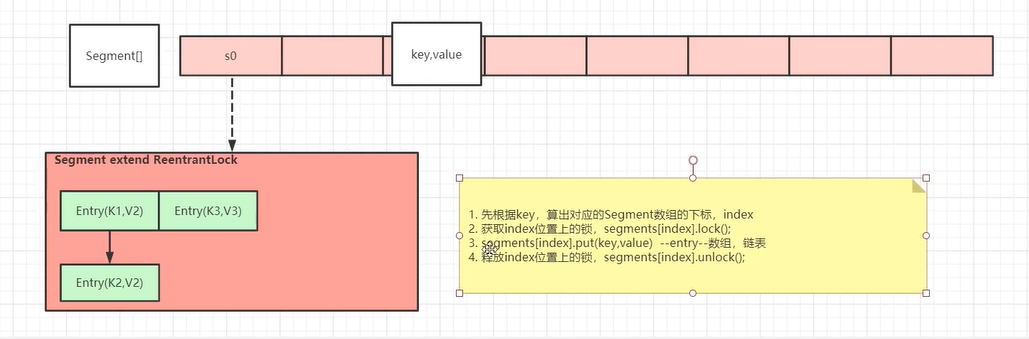 Segment[]
s0
key,value
Segment extend ReentrantLock
Entry(K1,V2)
Entry(K3,V3)
Entry(K2,V2)
1. 先根据key，算出对应的Segment数组的下标，index
2. 获取index位置上的锁，segments[index].lock();
3. segments[index].put(key,value)  --entry--数组，链表
4. 释放index位置上的锁，segments[index].unlock();